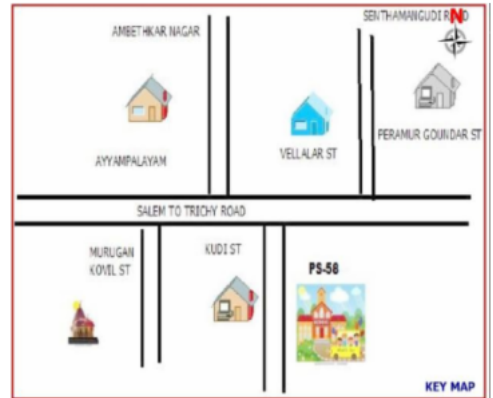 SENTHAMANGUDI ROAD
N
AMBETHKAR NAGAR
PERAMUR GOUNDAR ST
AYYAMPALAYAM
VELLALAR ST
SALEM TO TRICHY ROAD
MURUGAN
KOVIL ST
KUDI ST
PS-58
KEY MAP